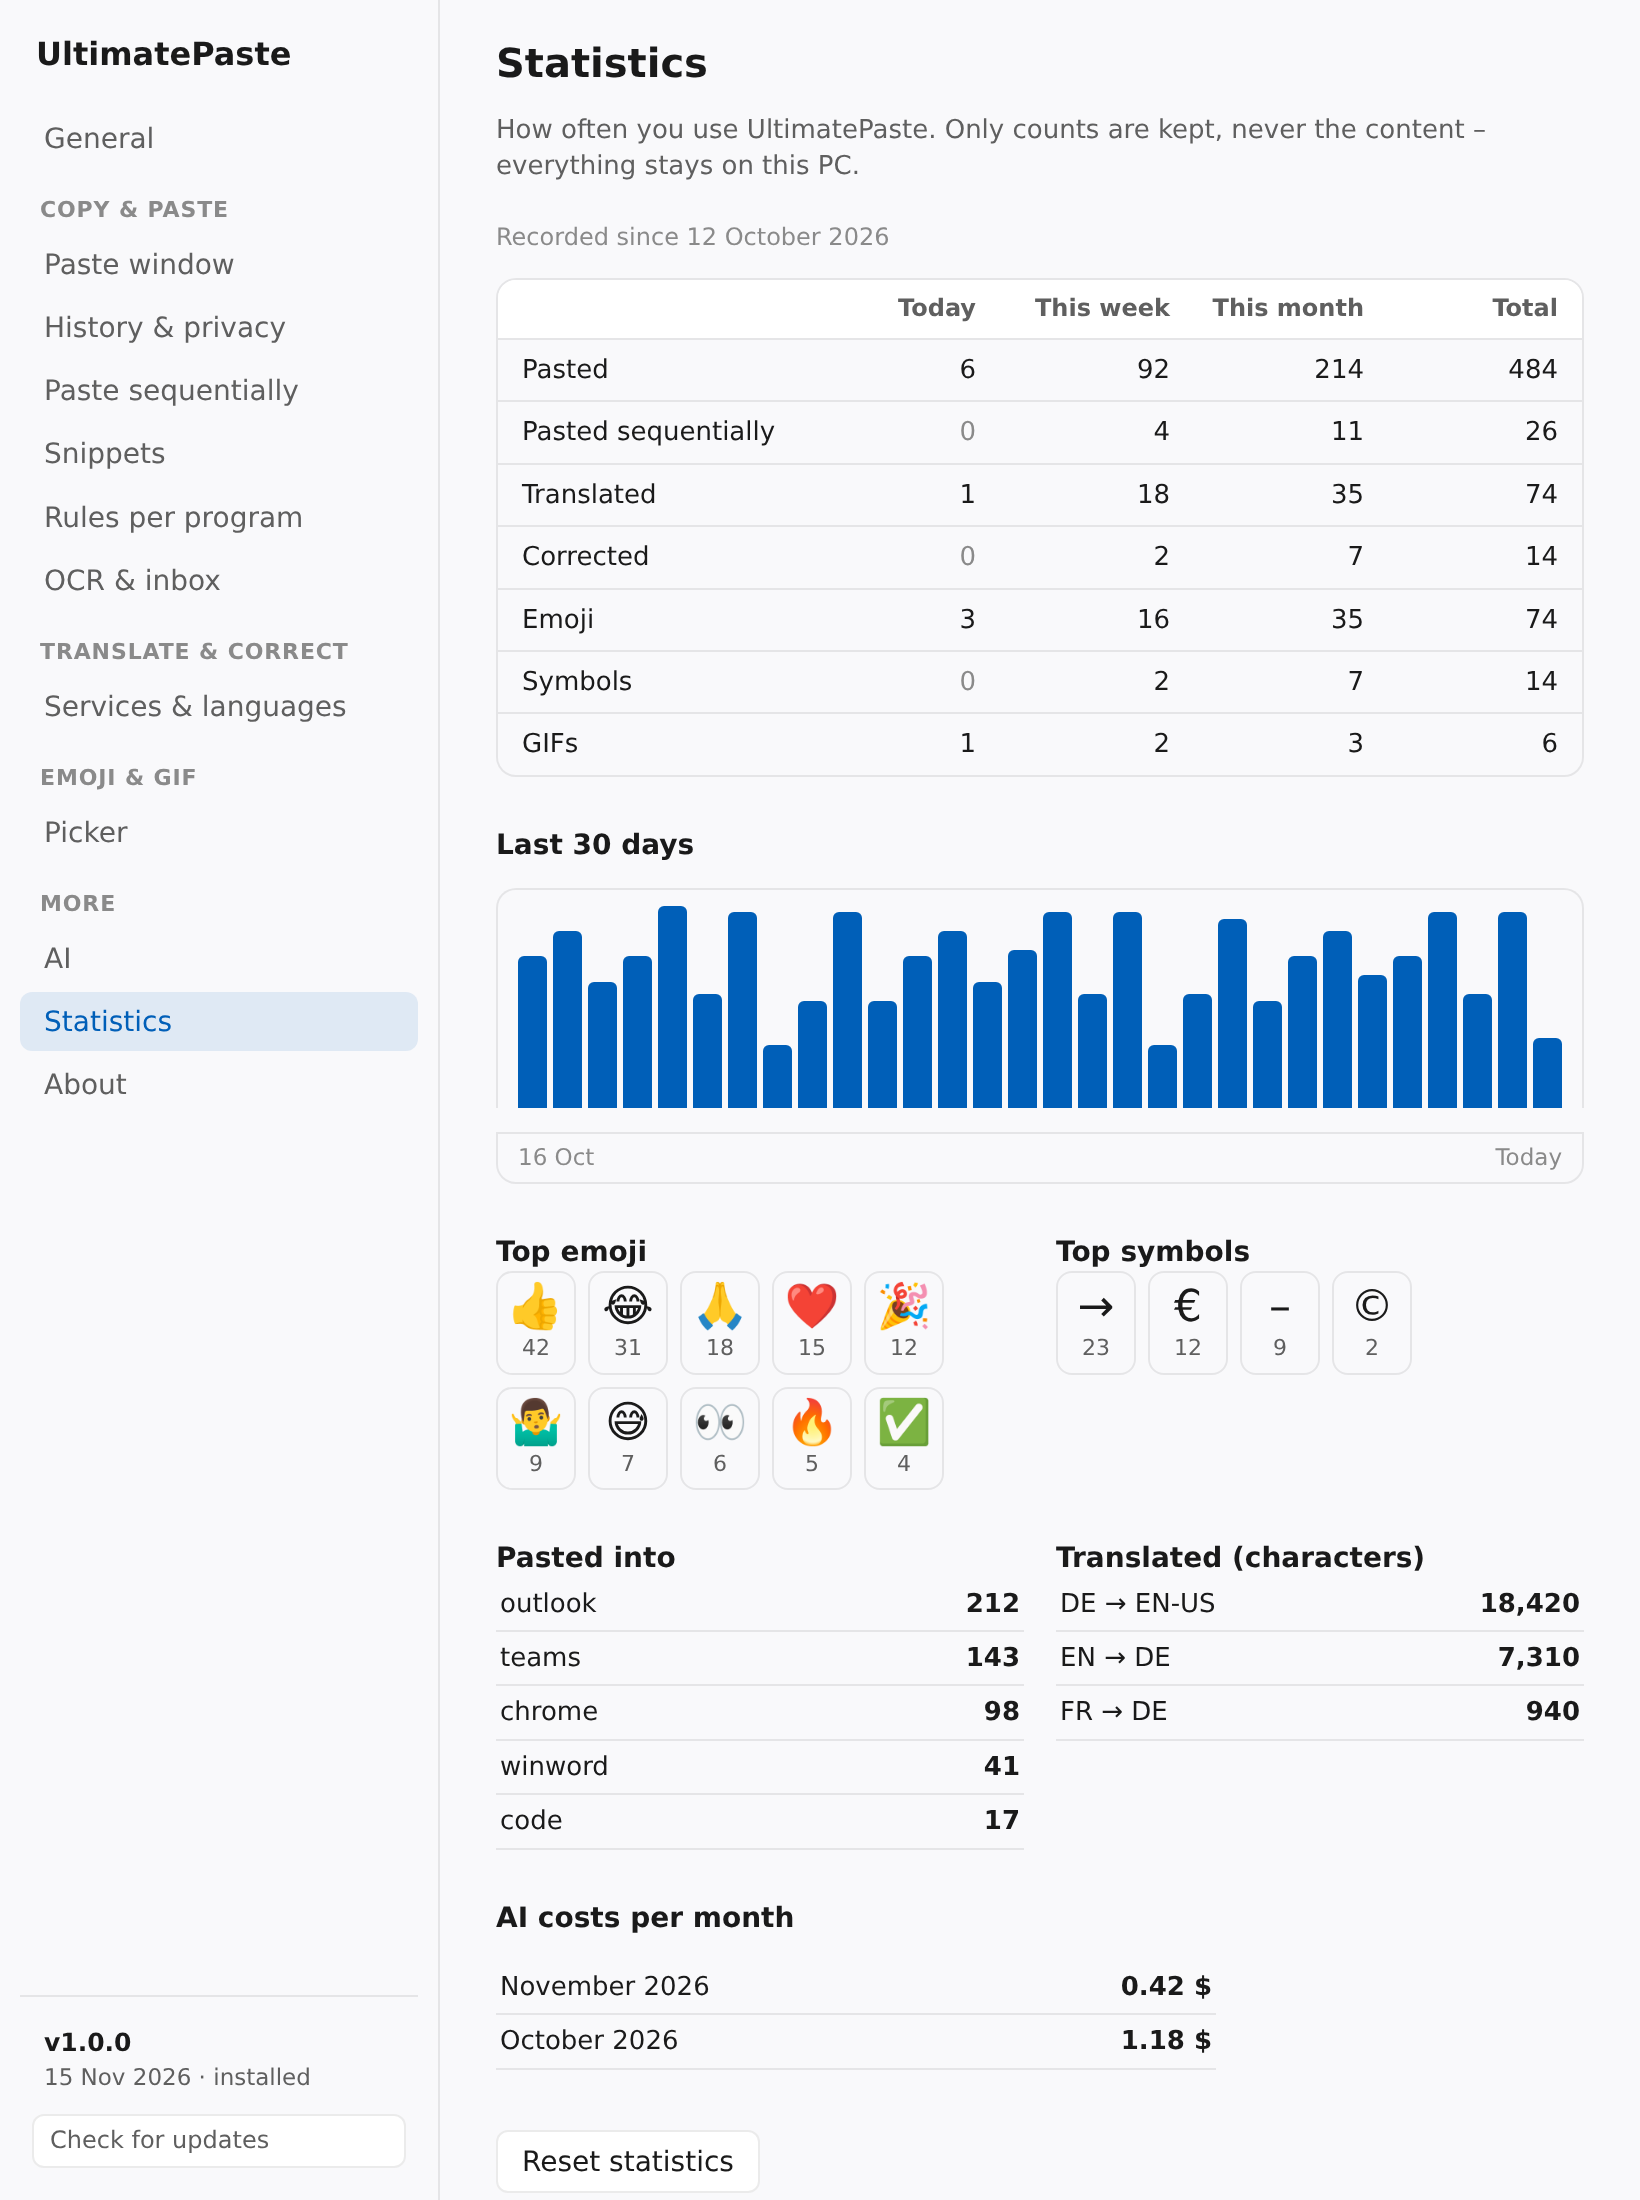 UltimatePaste
General
COPY & PASTE
Paste window
History & privacy
Paste sequentially
Snippets
Rules per program
OCR & inbox
TRANSLATE & CORRECT
Services & languages
EMOJI & GIF
Picker
MORE
AI
Statistics
About
v1.0.0
15 Nov 2026 · installed
Check for updates
Statistics
How often you use UltimatePaste. Only counts are kept, never the content –
everything stays on this PC.
Recorded since 12 October 2026
Today This week This month Total
Pasted 6 92 214 484
Pasted sequentially 0 4 11 26
Translated 1 18 35 74
Corrected 0 2 7 14
Emoji 3 16 35 74
Symbols 0 2 7 14
GIFs 1 2 3 6
Last 30 days
16 Oct Today
Top emoji
👍 😂 🙏 ❤️ 🎉
42 31 18 15 12
🤷‍♂️ 😅 👀 🔥 ✅
9 7 6 5 4
Top symbols
→ € – ©
23 12 9 2
Pasted into
outlook 212
teams 143
chrome 98
winword 41
code 17
Translated (characters)
DE → EN-US 18,420
EN → DE 7,310
FR → DE 940
AI costs per month
November 2026 0.42 $
October 2026 1.18 $
Reset statistics